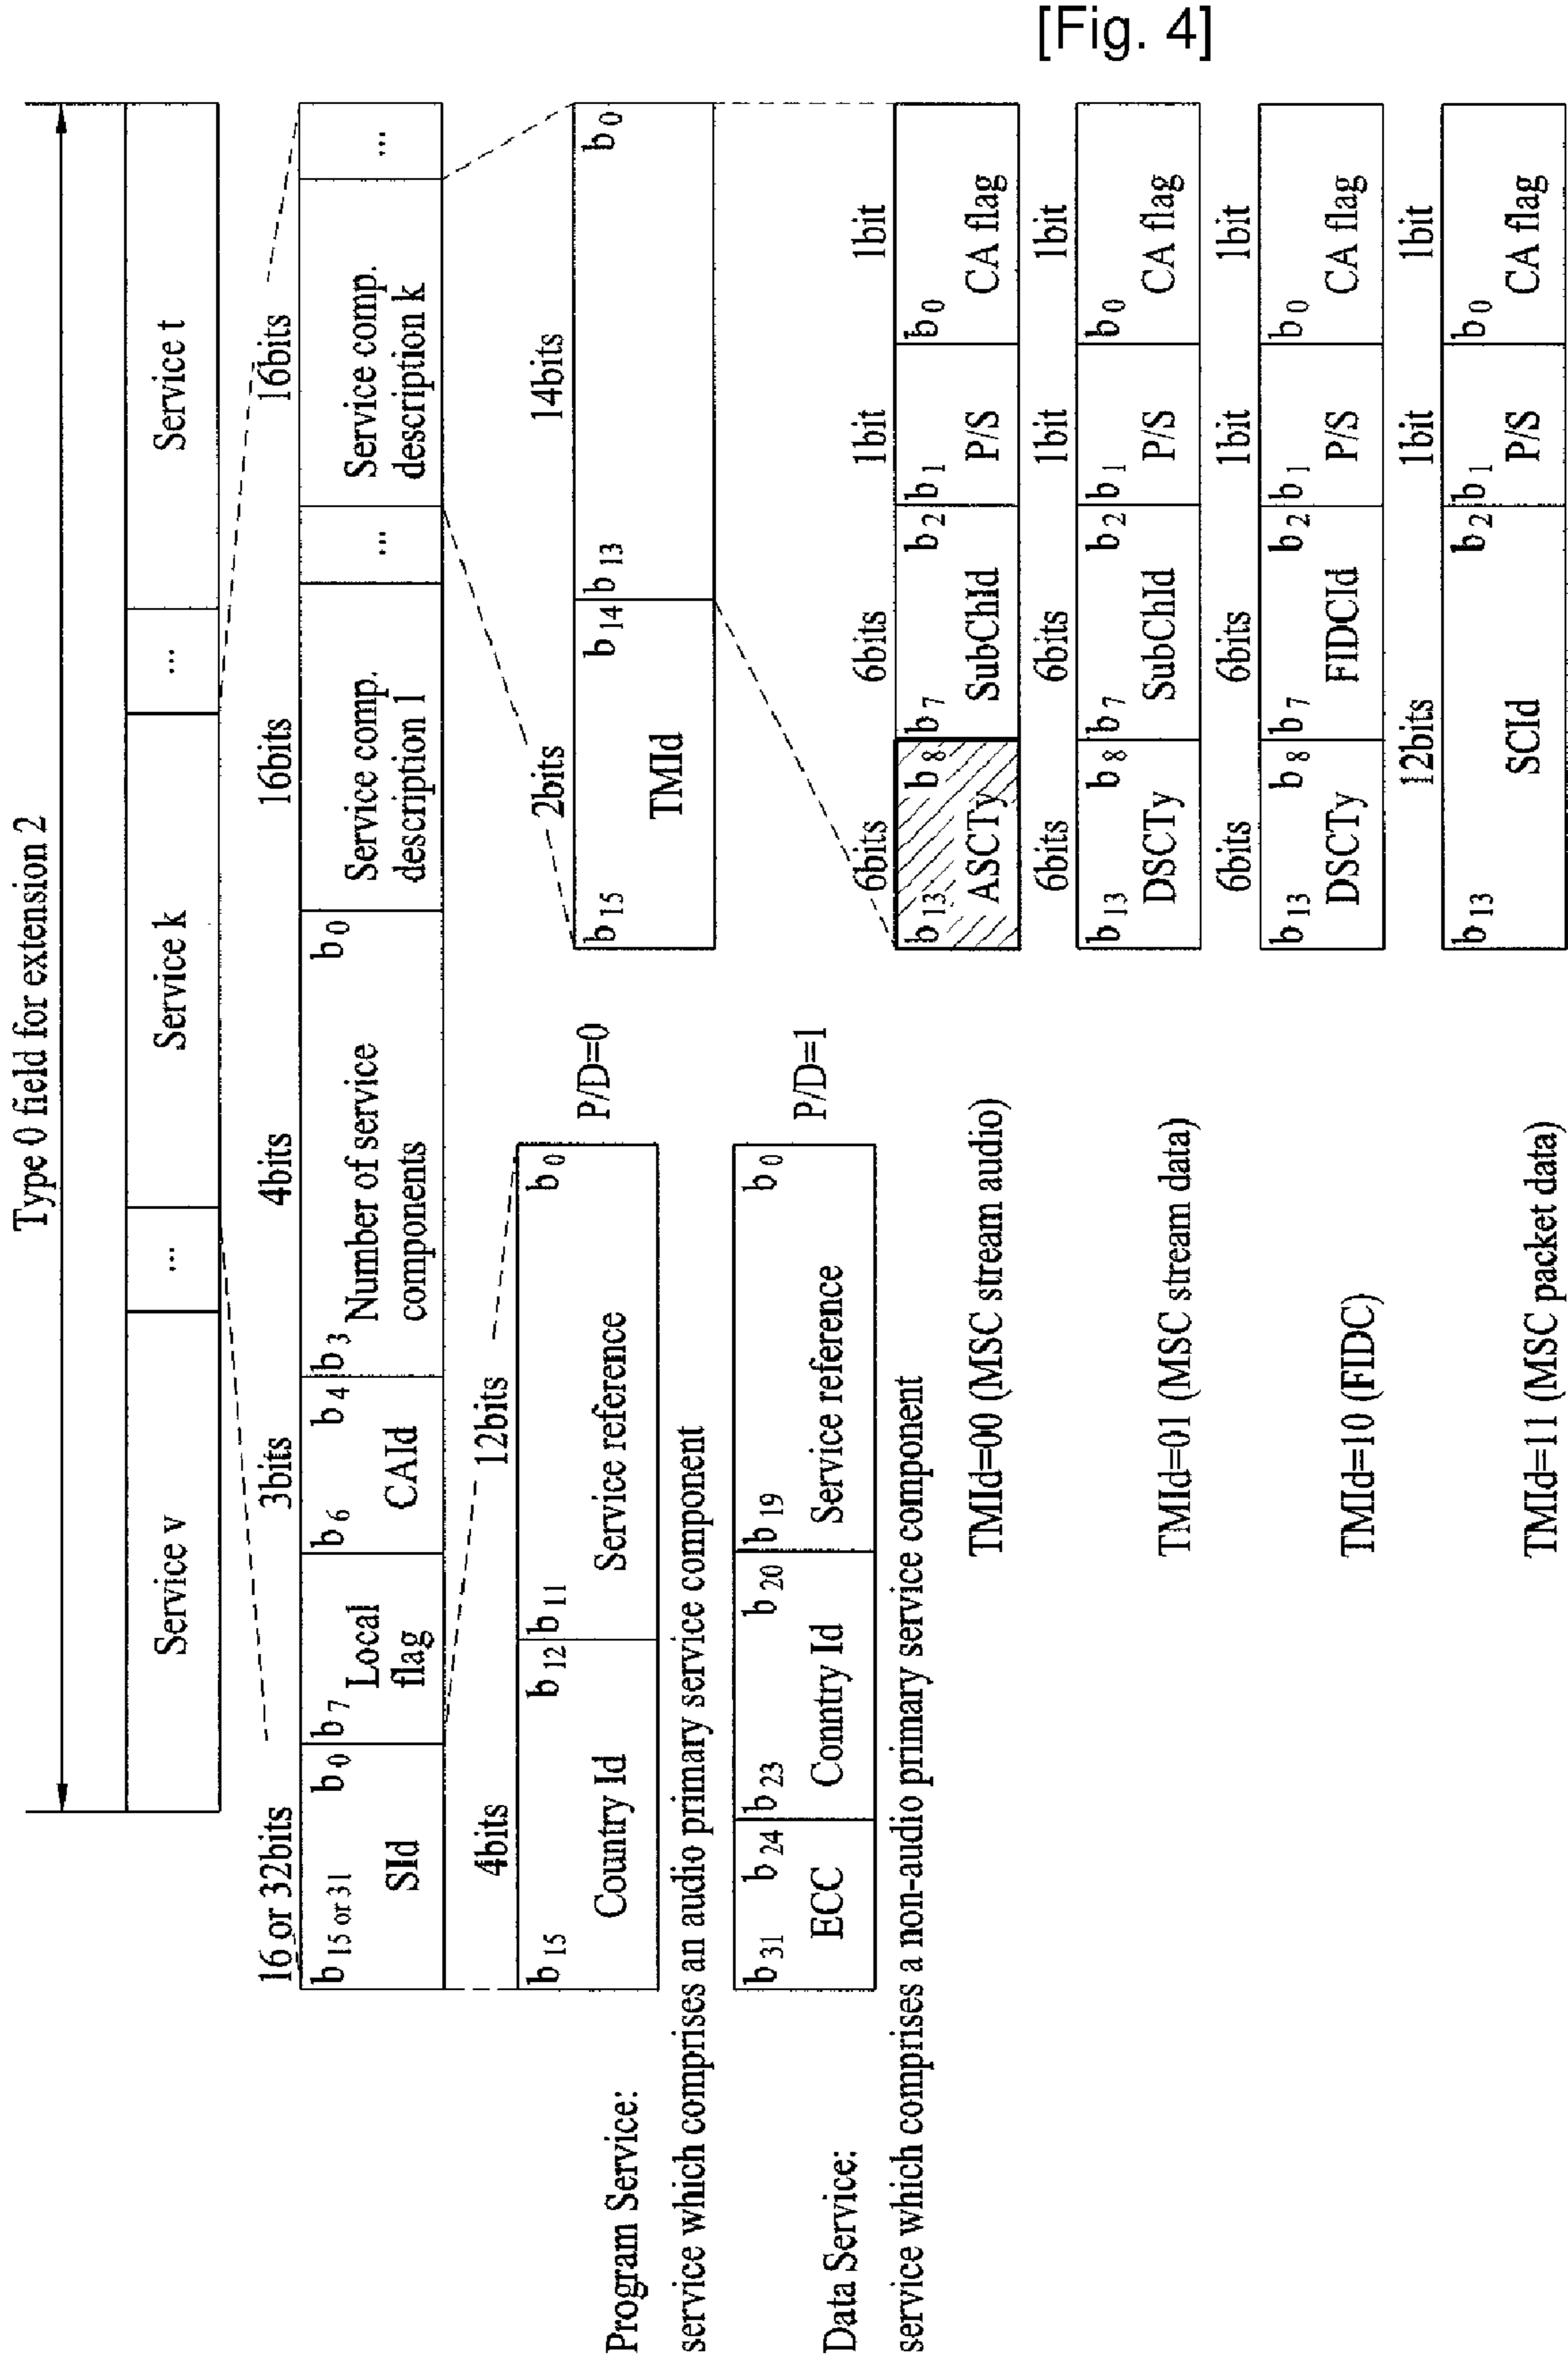 [Fig. 4]
Type 0 field for extension 2
Service v ... Service k ... Service t
16 or 32bits 3bits 4bits 16bits 16bits
b15 or 31 b0 b7 b6 b4 b3 b0
SId Local flag CAId Number of service components Service comp. description 1 ... Service comp. description k ...
4bits 12bits
b15 b12 b11 b0
Country Id Service reference
P/D=0
2bits 14bits
b15 b14 b13 b0
TMId
Program Service:
service which comprises an audio primary service component
b31 b24 b23 b20 b19 b0
ECC Country Id Service reference
P/D=1
Data Service:
service which comprises a non-audio primary service component
6bits 6bits 1bit 1bit
b13 b8 b7 b2 b1 b0
TMId=00 (MSC stream audio) ASCTy SubChId P/S CA flag
6bits 6bits 1bit 1bit
b13 b8 b7 b2 b1 b0
TMId=01 (MSC stream data) DSCTy SubChId P/S CA flag
6bits 6bits 1bit 1bit
b13 b8 b7 b2 b1 b0
TMId=10 (FIDC) DSCTy FIDCId P/S CA flag
12bits 1bit 1bit
b13 b2 b1 b0
TMId=11 (MSC packet data) SCId P/S CA flag